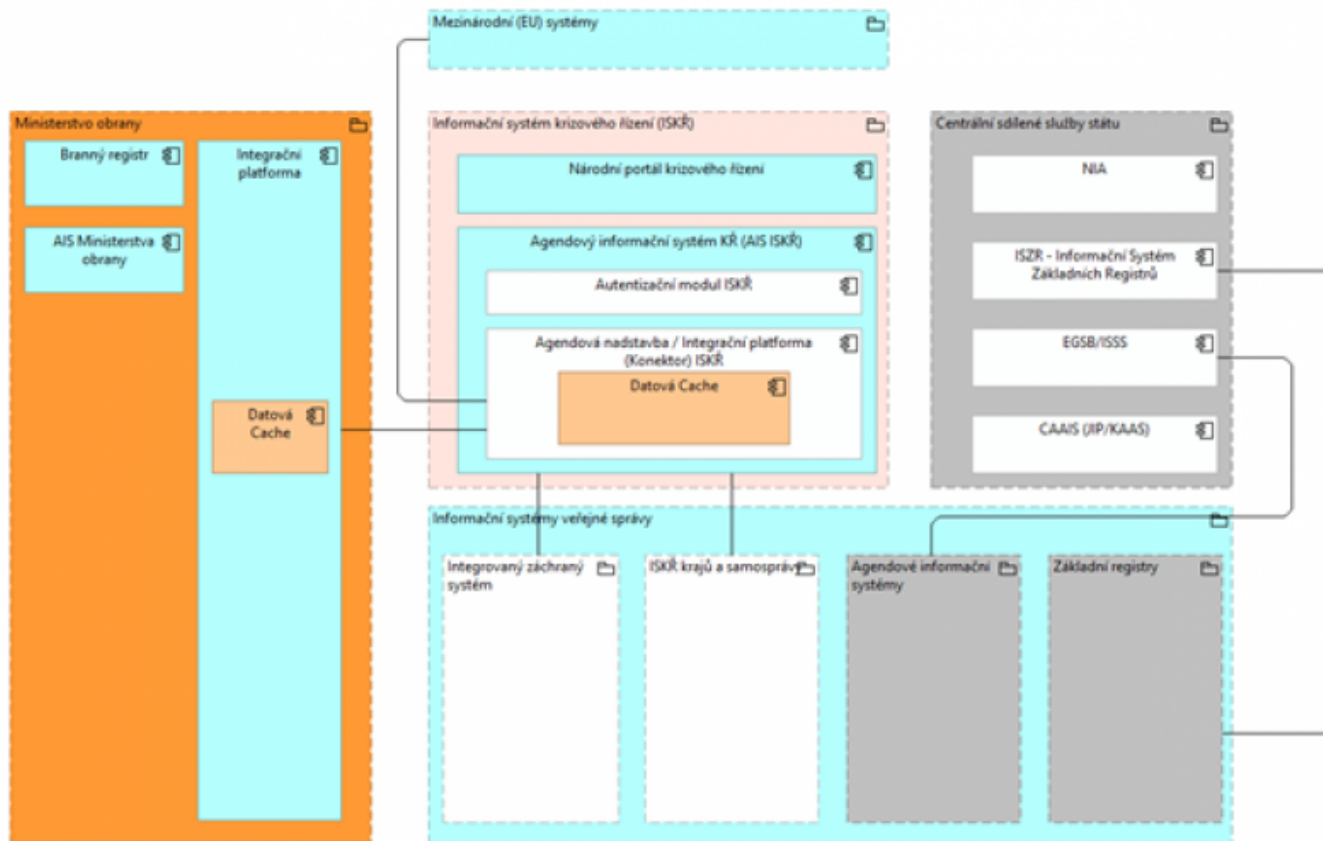 Mezinárodní (EU) systémy
Ministerstvo obrany
Branný registr
Integrační
platforma
AIS Ministerstva
obrany
Datová
Cache
Informační systém krizového řízení (ISKŘ)
Národní portál krizového řízení
Agendový informační systém KŘ (AIS ISKŘ)
Autentizační modul ISKŘ
Agendová nadstavba / Integrační platforma
(Konektor) ISKŘ
Datová Cache
Centrální sdílené služby státu
NIA
ISZR - Informační Systém
Základních Registrů
EGSB/ISSS
CAAIS (JIP/KAAS)
Informační systémy veřejné správy
Integrovaný záchraný
systém
ISKŘ krajů a samosprávy
Agendové informační
systémy
Základní registry